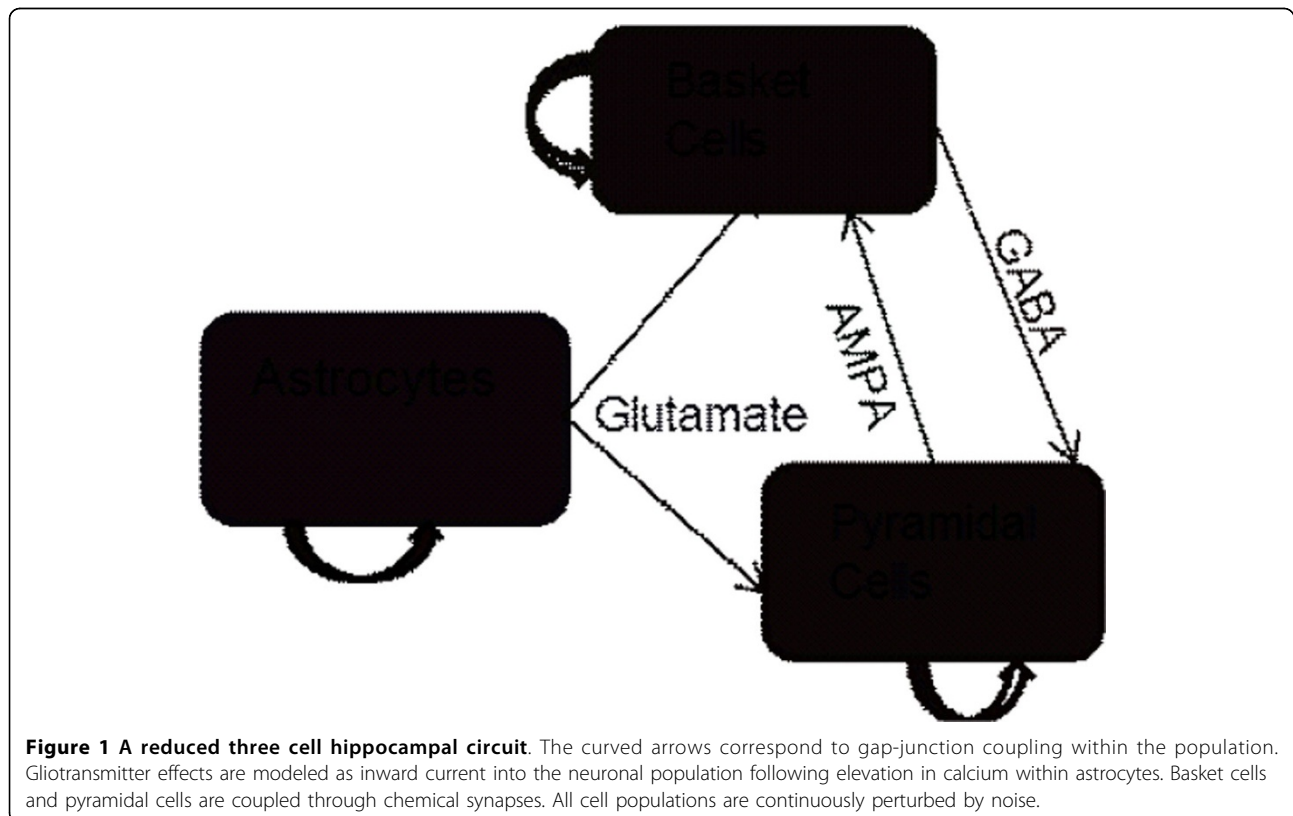 Basket
Cells
GABA
AMPA
Astrocytes
Glutamate
Pyramidal
Cells
Figure 1 A reduced three cell hippocampal circuit. The curved arrows correspond to gap-junction coupling within the population.
Gliotransmitter effects are modeled as inward current into the neuronal population following elevation in calcium within astrocytes. Basket cells
and pyramidal cells are coupled through chemical synapses. All cell populations are continuously perturbed by noise.